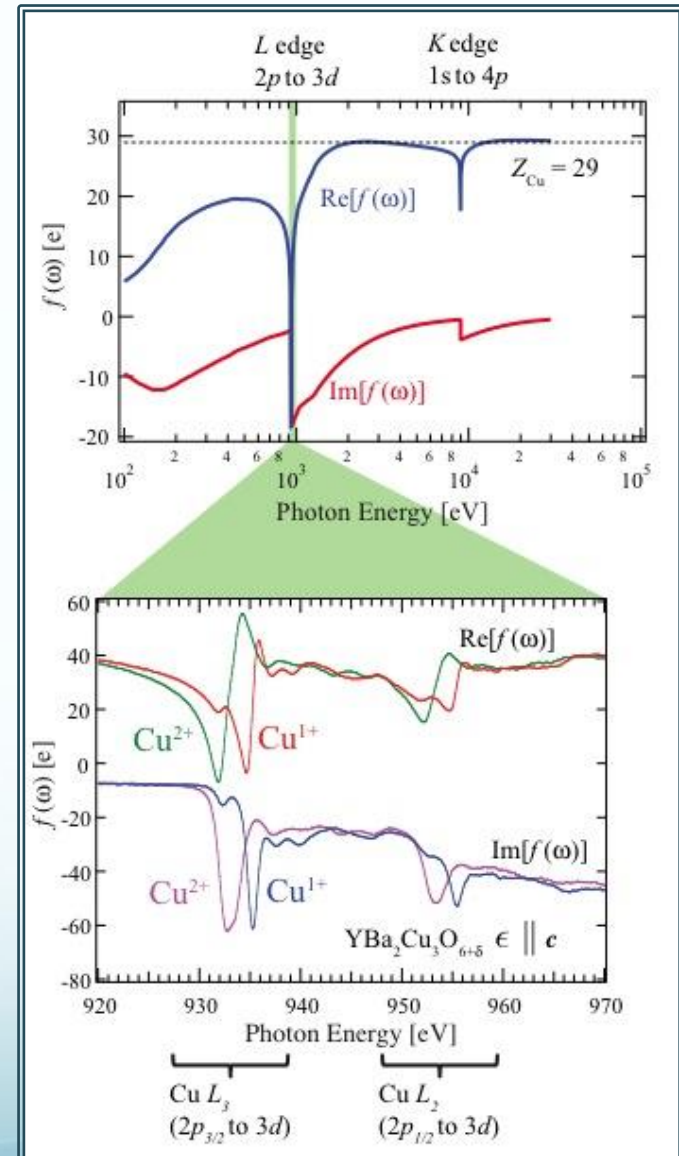 L edge
2p to 3d
K edge
1s to 4p
30
20
10
0
-10
-20
f (ω) [e]
Z_Cu = 29
Re[f (ω)]
Im[f (ω)]
10² 2 4 6 8 10³ 2 4 6 8 10⁴ 2 4 6 8 10⁵
Photon Energy [eV]
60
40
20
0
-20
-40
-60
-80
f (ω) [e]
Re[f (ω)]
Cu²⁺ Cu¹⁺
Im[f (ω)]
Cu²⁺ Cu¹⁺
YBa₂Cu₃O₆₊δ ϵ || c
920 930 940 950 960 970
Photon Energy [eV]
Cu L₃
(2p₃/₂ to 3d)
Cu L₂
(2p₁/₂ to 3d)